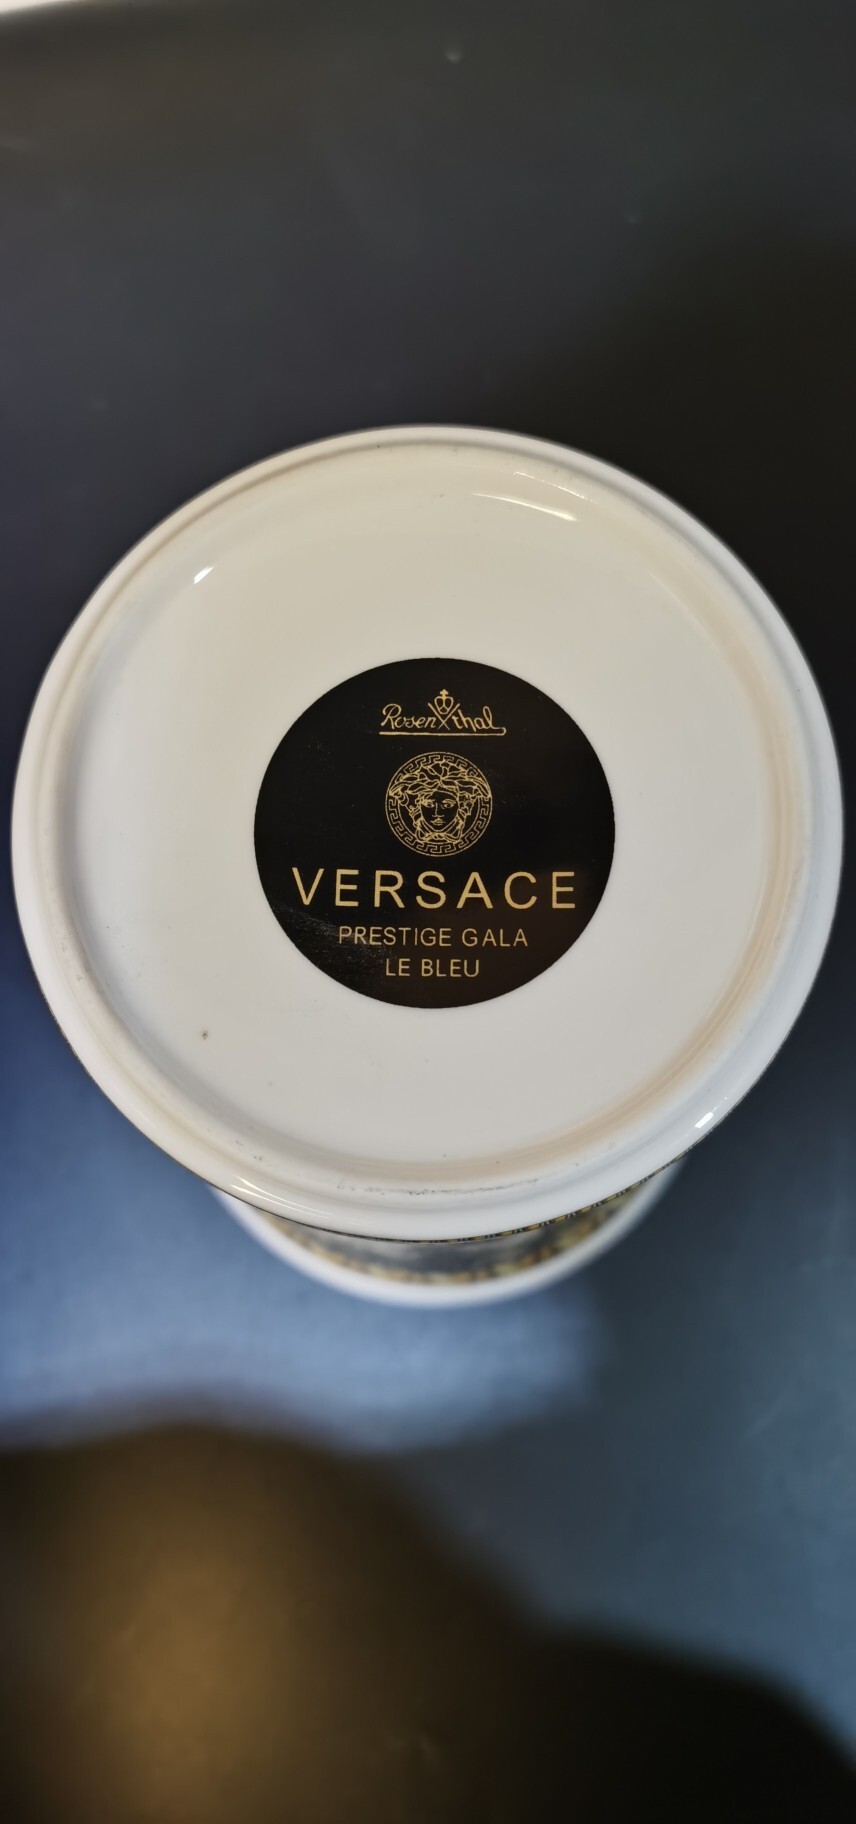 Rosenthal
VERSACE
PRESTIGE GALA
LE BLEU